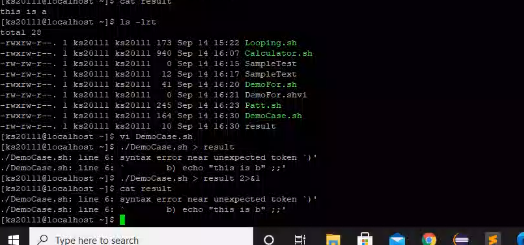 [ks20111@localhost ~]$ cat result
this is a
[ks20111@localhost ~]$ ls -lrt
total 28
-rwxrw-r--. 1 ks20111 ks20111 173 Sep 14 15:22 Looping.sh
-rwxrw-r--. 1 ks20111 ks20111 940 Sep 14 16:07 Calculator.sh
-rw-rw-r--. 1 ks20111 ks20111 0 Sep 14 16:15 SampleTest
-rw-rw-r--. 1 ks20111 ks20111 12 Sep 14 16:17 SampleText
-rwxrw-r--. 1 ks20111 ks20111 41 Sep 14 16:20 DemoFor.sh
-rw-rw-r--. 1 ks20111 ks20111 0 Sep 14 16:21 DemoFor.shvi
-rwxrw-r--. 1 ks20111 ks20111 245 Sep 14 16:23 Patt.sh
-rwxrw-r--. 1 ks20111 ks20111 164 Sep 14 16:30 DemoCase.sh
-rw-rw-r--. 1 ks20111 ks20111 10 Sep 14 16:30 result
[ks20111@localhost ~]$ vi DemoCase.sh
[ks20111@localhost ~]$ ./DemoCase.sh > result
./DemoCase.sh: line 6: syntax error near unexpected token `)'
./DemoCase.sh: line 6: ` b) echo "this is b" ;;'
[ks20111@localhost ~]$ ./DemoCase.sh > result 2>&1
[ks20111@localhost ~]$ cat result
./DemoCase.sh: line 6: syntax error near unexpected token `)'
./DemoCase.sh: line 6: ` b) echo "this is b" ;;'
[ks20111@localhost ~]$
Type here to search